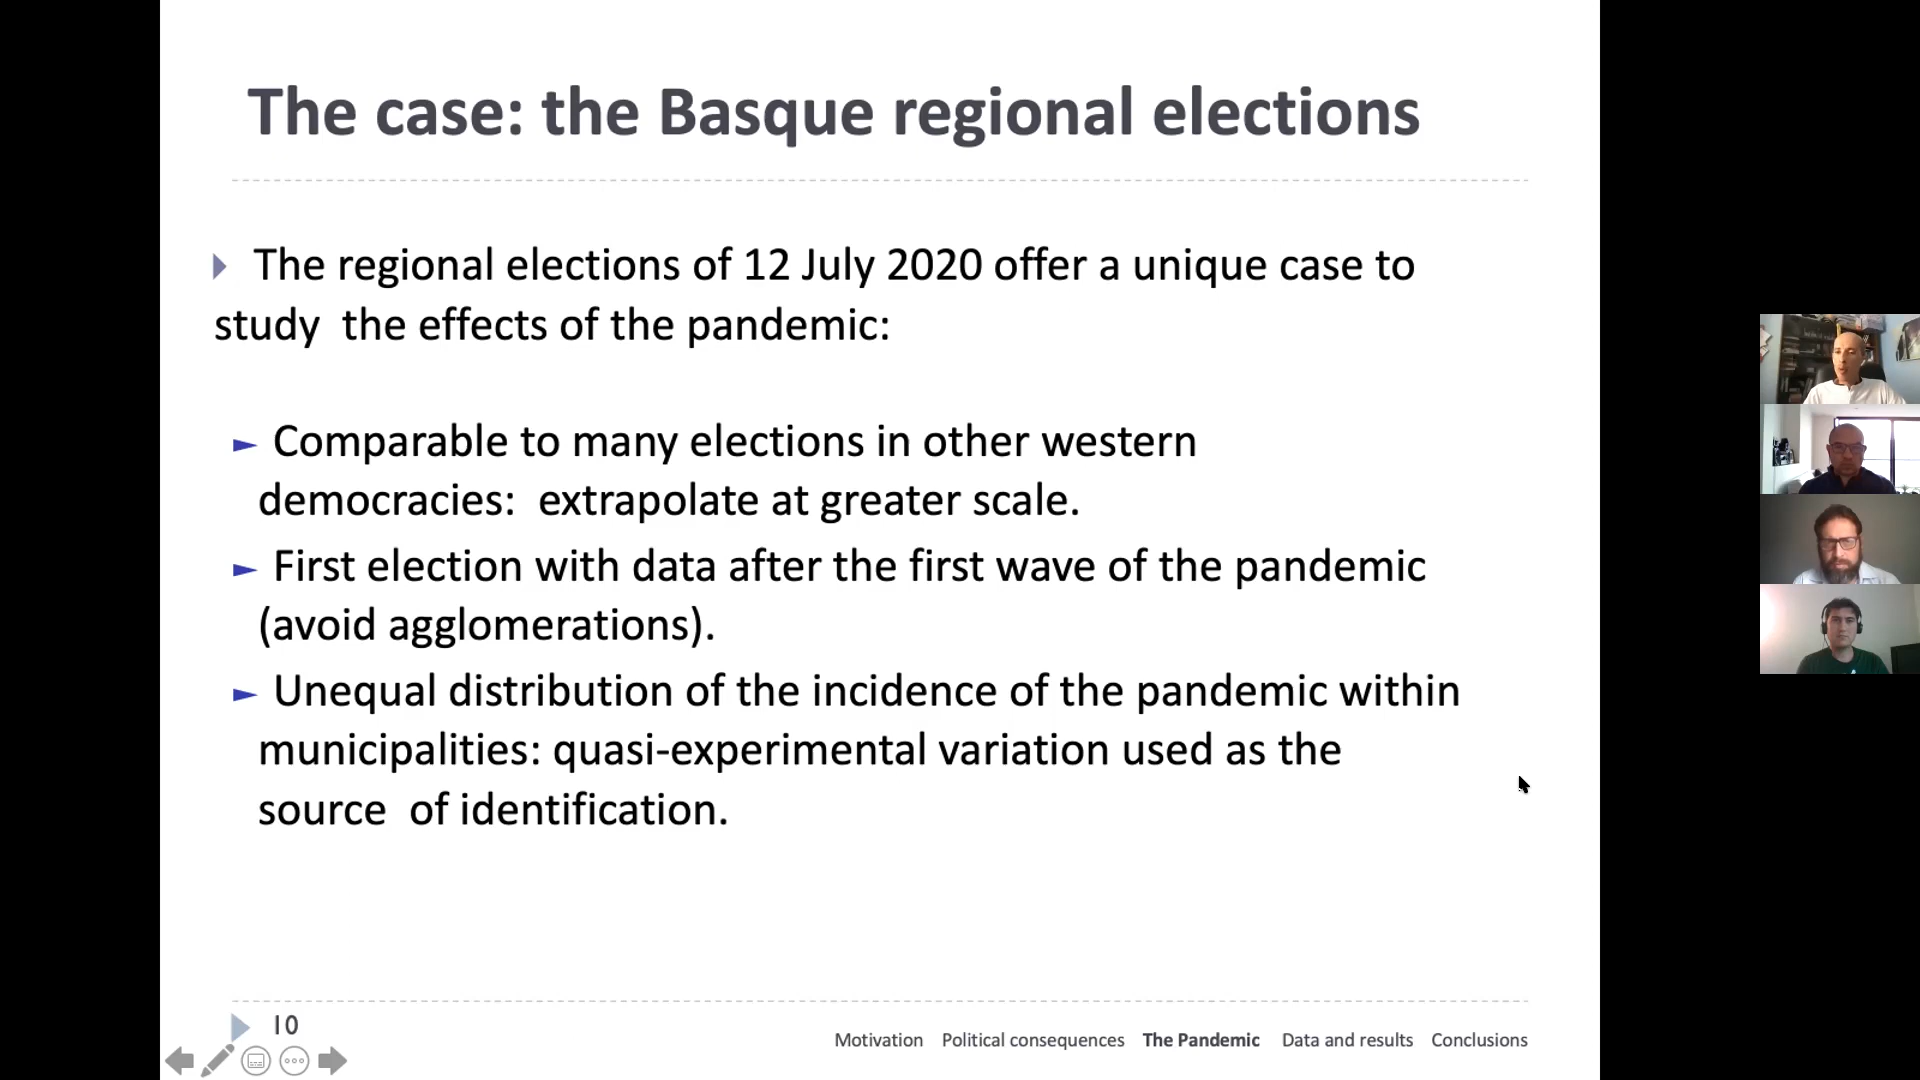 The case: the Basque regional elections
The regional elections of 12 July 2020 offer a unique case to
study the effects of the pandemic:
Comparable to many elections in other western
democracies: extrapolate at greater scale.
First election with data after the first wave of the pandemic
(avoid agglomerations).
Unequal distribution of the incidence of the pandemic within
municipalities: quasi-experimental variation used as the
source of identification.
10
Motivation Political consequences The Pandemic Data and results Conclusions